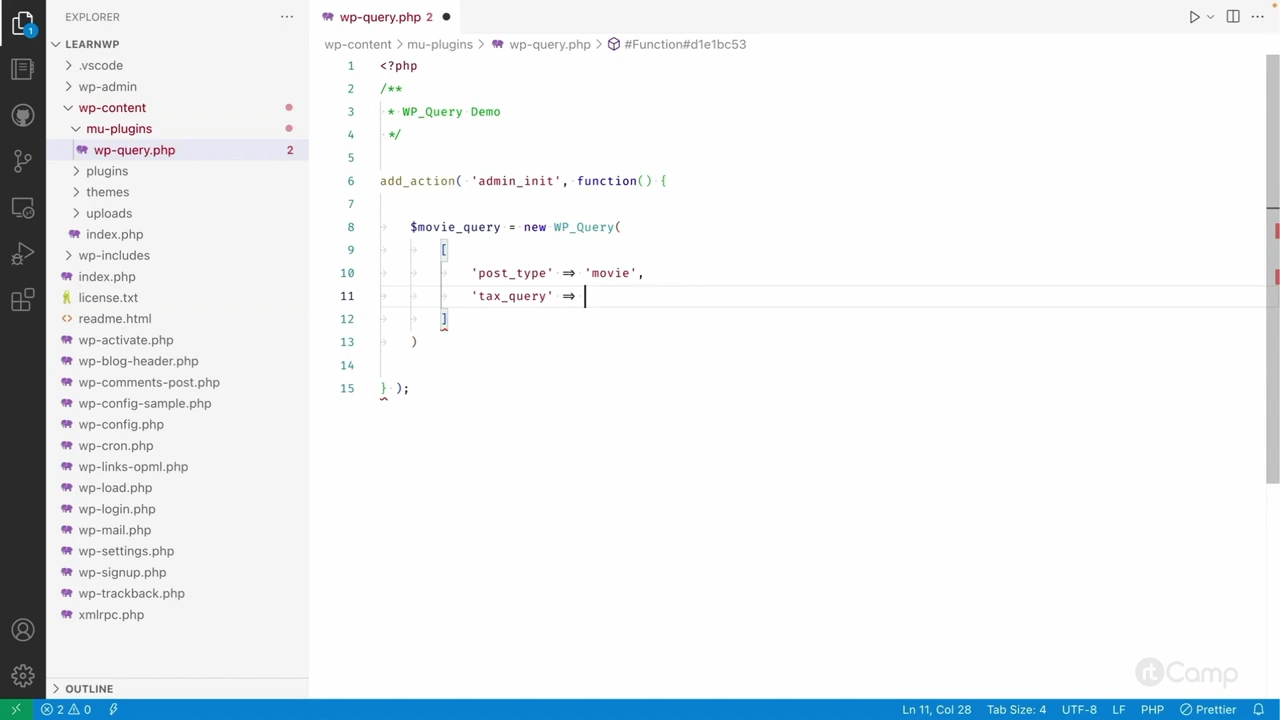 EXPLORER
wp-query.php 2
LEARNWP
wp-content mu-plugins wp-query.php #Function#d1e1bc53
.vscode
wp-admin
wp-content
mu-plugins
wp-query.php 2
plugins
themes
uploads
index.php
wp-includes
index.php
license.txt
readme.html
wp-activate.php
wp-blog-header.php
wp-comments-post.php
wp-config-sample.php
wp-config.php
wp-cron.php
wp-links-opml.php
wp-load.php
wp-login.php
wp-mail.php
wp-settings.php
wp-signup.php
wp-trackback.php
xmlrpc.php
OUTLINE
1 <?php
2 /**
3 * WP_Query Demo
4 */
5
6 add_action( 'admin_init', function() {
7
8 $movie_query = new WP_Query(
9 [
10 'post_type' => 'movie',
11 'tax_query' =>
12 ]
13 )
14
15 } );
1
rtCamp
2 0
Ln 11, Col 28 Tab Size: 4 UTF-8 LF PHP Prettier